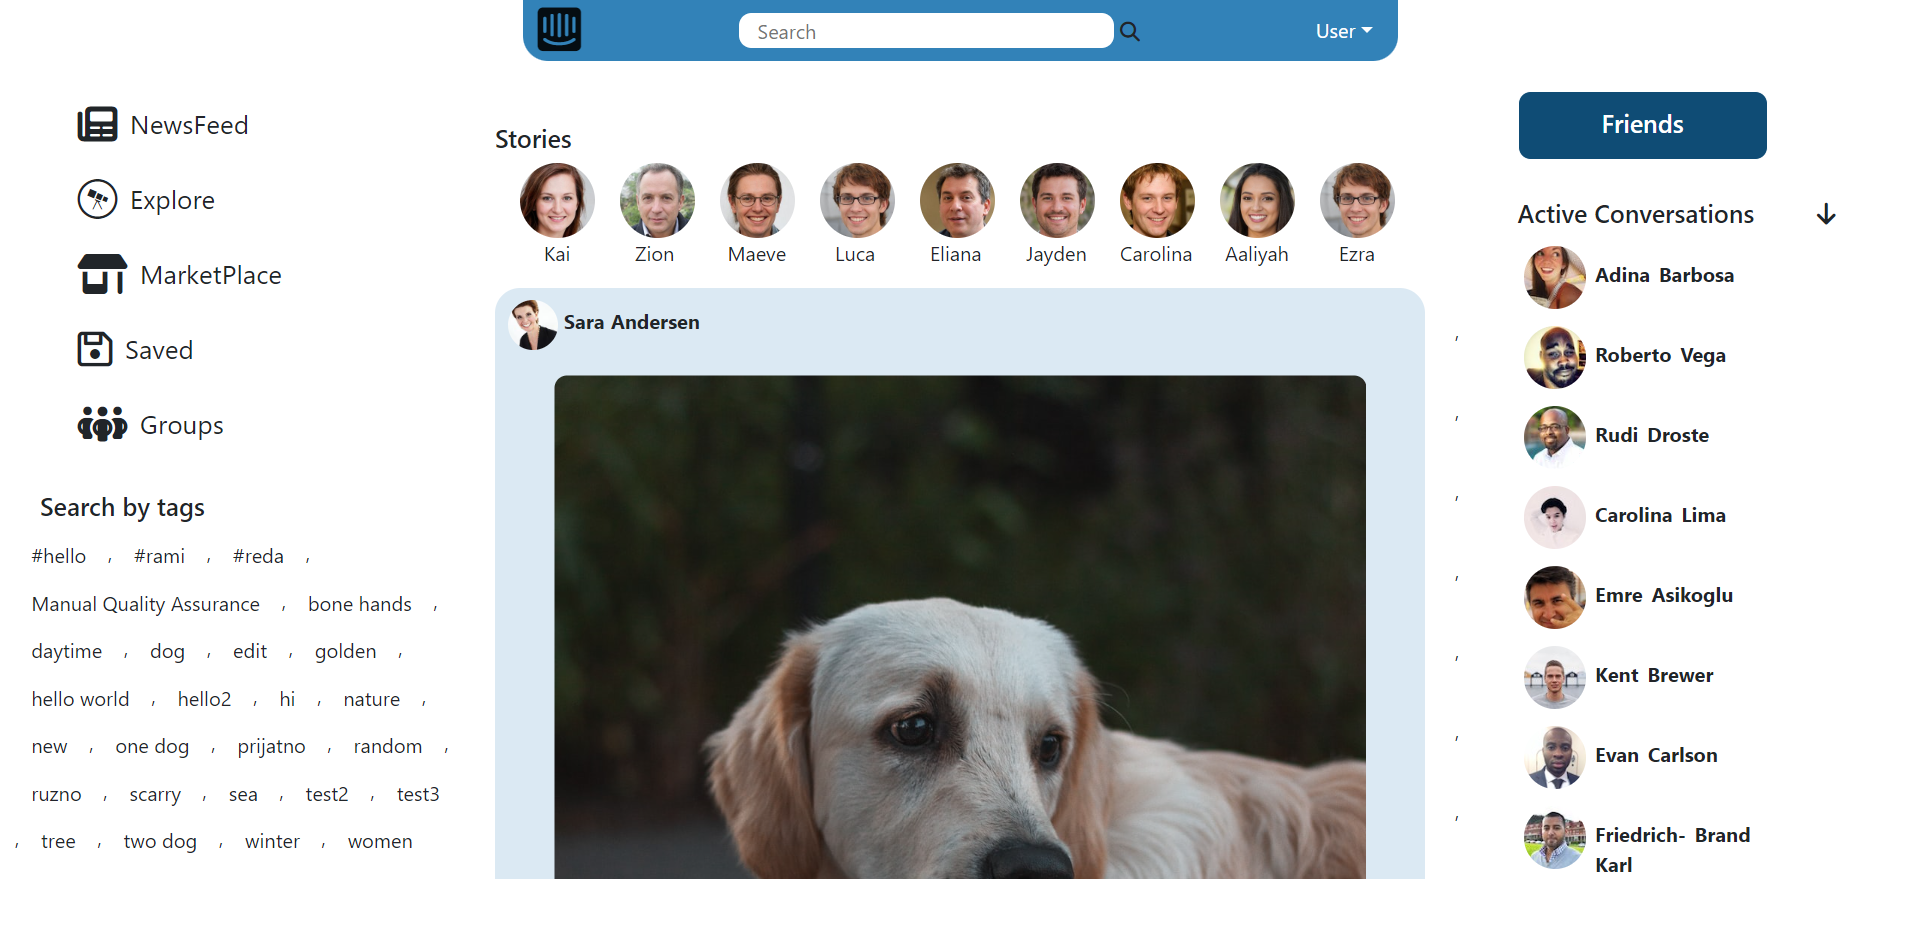 Search
User
NewsFeed
Explore
MarketPlace
Saved
Groups
Search by tags
#hello , #rami , #reda ,
Manual Quality Assurance , bone hands ,
daytime , dog , edit , golden ,
hello world , hello2 , hi , nature ,
new , one dog , prijatno , random ,
ruzno , scarry , sea , test2 , test3
, tree , two dog , winter , women
Stories
Kai Zion Maeve Luca Eliana Jayden Carolina Aaliyah Ezra
Sara Andersen
Friends
Active Conversations
Adina Barbosa
,
Roberto Vega
,
Rudi Droste
,
Carolina Lima
,
Emre Asikoglu
,
Kent Brewer
,
Evan Carlson
,
Friedrich- Brand
Karl